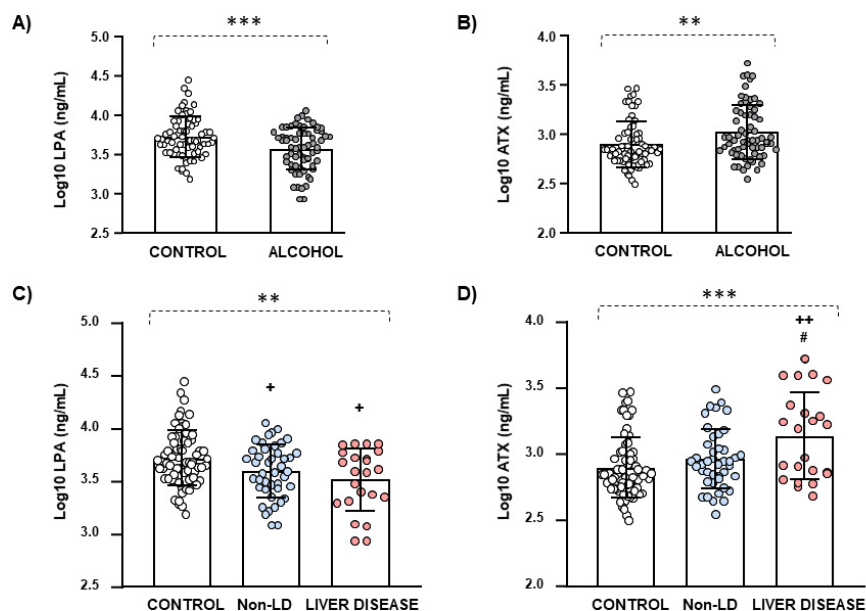 A)
***
Log10 LPA (ng/mL)
5.0
4.5
4.0
3.5
3.0
2.5
CONTROL ALCOHOL
B)
**
Log10 ATX (ng/mL)
4.0
3.5
3.0
2.5
2.0
CONTROL ALCOHOL
C)
**
Log10 LPA (ng/mL)
5.0
4.5
4.0
3.5
3.0
2.5
+
+
CONTROL Non-LD LIVER DISEASE
D)
***
Log10 ATX (ng/mL)
4.0
3.5
3.0
2.5
2.0
++
#
CONTROL Non-LD LIVER DISEASE